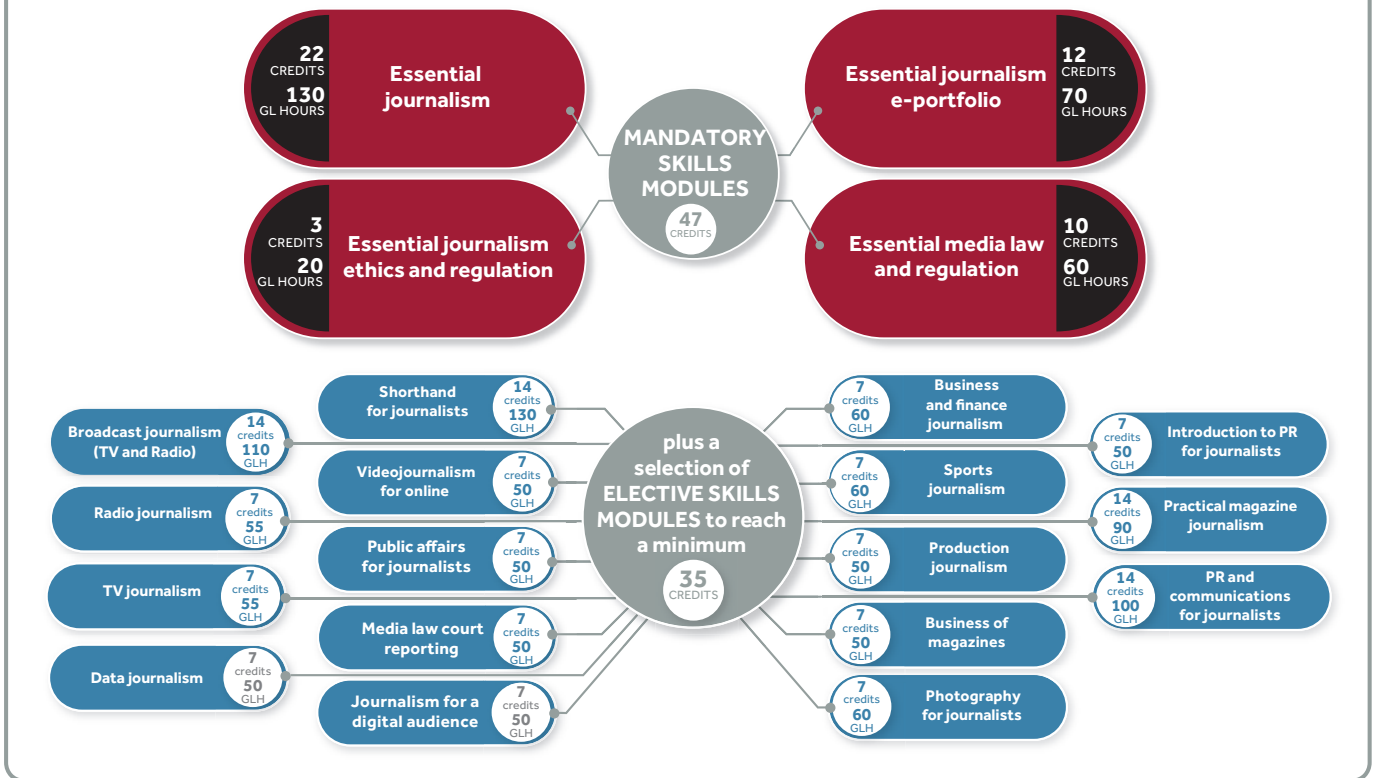 22
CREDITS
130
GL HOURS
Essential
journalism
Essential journalism
e-portfolio
12
CREDITS
70
GL HOURS
MANDATORY
SKILLS
MODULES
47
CREDITS
3
CREDITS
20
GL HOURS
Essential journalism
ethics and regulation
Essential media law
and regulation
10
CREDITS
60
GL HOURS
Broadcast journalism
(TV and Radio)
14
credits
110
GLH
Radio journalism
7
credits
55
GLH
TV journalism
7
credits
55
GLH
Data journalism
7
credits
50
GLH
Shorthand
for journalists
14
credits
130
GLH
Videojournalism
for online
7
credits
50
GLH
Public affairs
for journalists
7
credits
50
GLH
Media law court
reporting
7
credits
50
GLH
Journalism for a
digital audience
7
credits
50
GLH
plus a
selection of
ELECTIVE SKILLS
MODULES to reach
a minimum
35
CREDITS
7
credits
60
GLH
Business
and finance
journalism
7
credits
60
GLH
Sports
journalism
7
credits
50
GLH
Production
journalism
7
credits
50
GLH
Business of
magazines
7
credits
60
GLH
Photography
for journalists
7
credits
50
GLH
Introduction to PR
for journalists
14
credits
90
GLH
Practical magazine
journalism
14
credits
100
GLH
PR and
communications
for journalists